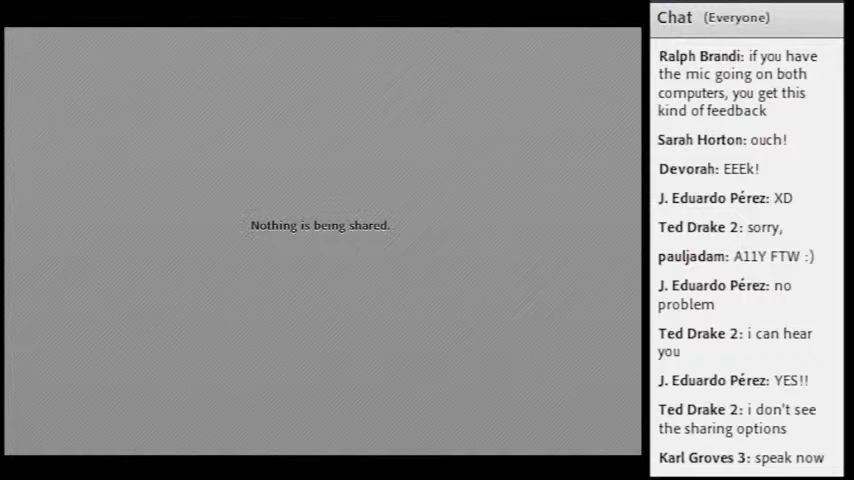 Nothing is being shared.
Chat (Everyone)
Ralph Brandi: if you have
the mic going on both
computers, you get this
kind of feedback
Sarah Horton: ouch!
Devorah: EEEk!
J. Eduardo Pérez: XD
Ted Drake 2: sorry,
pauljadam: A11Y FTW :)
J. Eduardo Pérez: no
problem
Ted Drake 2: i can hear
you
J. Eduardo Pérez: YES!!
Ted Drake 2: i don't see
the sharing options
Karl Groves 3: speak now